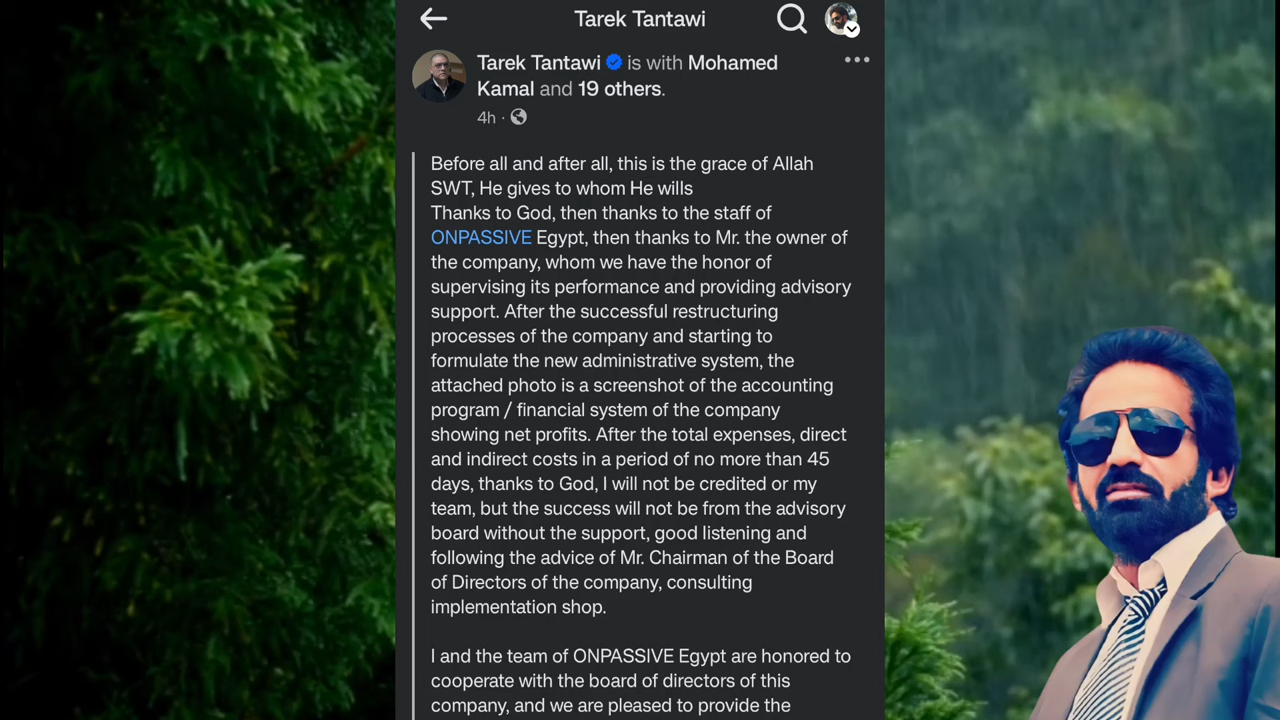 Tarek Tantawi
Tarek Tantawi is with Mohamed
Kamal and 19 others.
4h ·
Before all and after all, this is the grace of Allah
SWT, He gives to whom He wills
Thanks to God, then thanks to the staff of
ONPASSIVE Egypt, then thanks to Mr. the owner of
the company, whom we have the honor of
supervising its performance and providing advisory
support. After the successful restructuring
processes of the company and starting to
formulate the new administrative system, the
attached photo is a screenshot of the accounting
program / financial system of the company
showing net profits. After the total expenses, direct
and indirect costs in a period of no more than 45
days, thanks to God, I will not be credited or my
team, but the success will not be from the advisory
board without the support, good listening and
following the advice of Mr. Chairman of the Board
of Directors of the company, consulting
implementation shop.
I and the team of ONPASSIVE Egypt are honored to
cooperate with the board of directors of this
company, and we are pleased to provide the